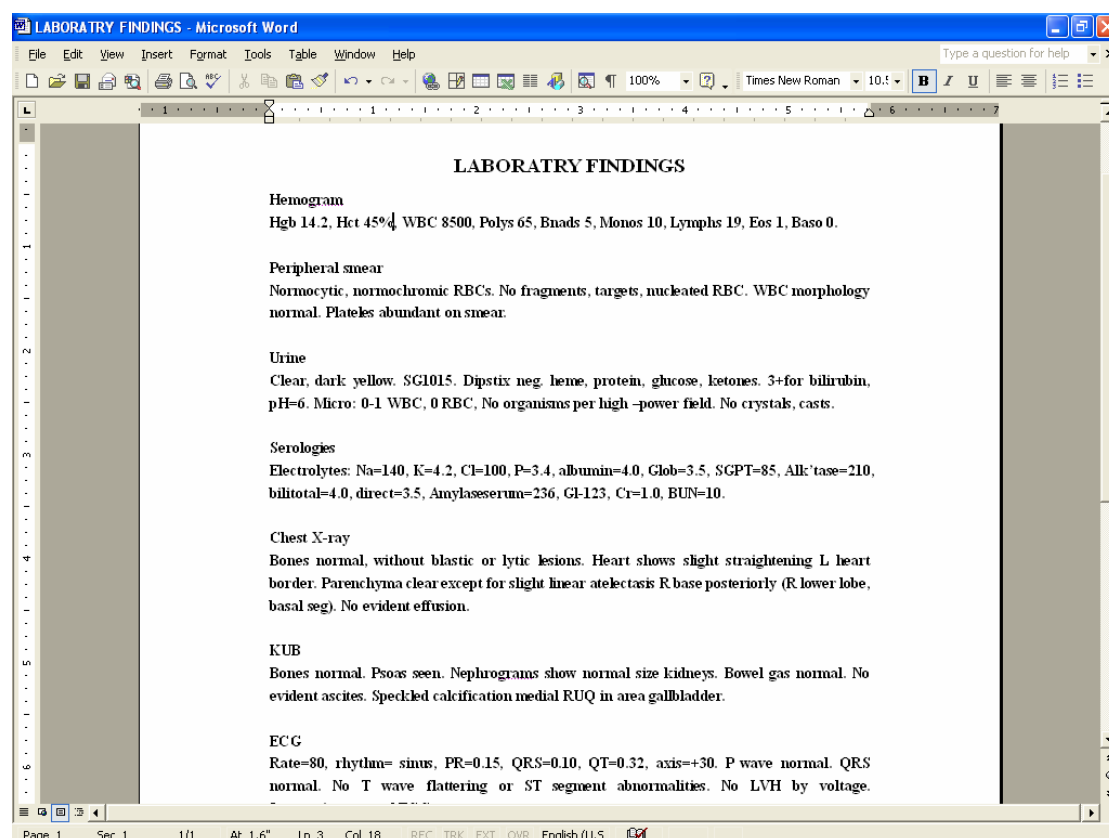 LABORATRY FINDINGS - Microsoft Word
File Edit View Insert Format Tools Table Window Help Type a question for help
100% Times New Roman 10.5 B I U
1 1 2 3 4 5 6 7
LABORATRY FINDINGS
Hemogram
Hgb 14.2, Hct 45%, WBC 8500, Polys 65, Bnads 5, Monos 10, Lymphs 19, Eos 1, Baso 0.
Peripheral smear
Normocytic, normochromic RBCs. No fragments, targets, nucleated RBC. WBC morphology
normal. Plateles abundant on smear.
Urine
Clear, dark yellow. SG1015. Dipstix neg. heme, protein, glucose, ketones. 3+for bilirubin,
pH=6. Micro: 0-1 WBC, 0 RBC, No organisms per high –power field. No crystals, casts.
Serologies
Electrolytes: Na=140, K=4.2, Cl=100, P=3.4, albumin=4.0, Glob=3.5, SGPT=85, Alk’tase=210,
bilitotal=4.0, direct=3.5, Amylaseserum=236, Gl-123, Cr=1.0, BUN=10.
Chest X-ray
Bones normal, without blastic or lytic lesions. Heart shows slight straightening L heart
border. Parenchyma clear except for slight linear atelectasis R base posteriorly (R lower lobe,
basal seg). No evident effusion.
KUB
Bones normal. Psoas seen. Nephrograms show normal size kidneys. Bowel gas normal. No
evident ascites. Speckled calcification medial RUQ in area gallbladder.
ECG
Rate=80, rhythm= sinus, PR=0.15, QRS=0.10, QT=0.32, axis=+30. P wave normal. QRS
normal. No T wave flattering or ST segment abnormalities. No LVH by voltage.
Page 1 Sec 1 1/1 At 1.6" Ln 3 Col 18 REC TRK EXT OVR English (U.S